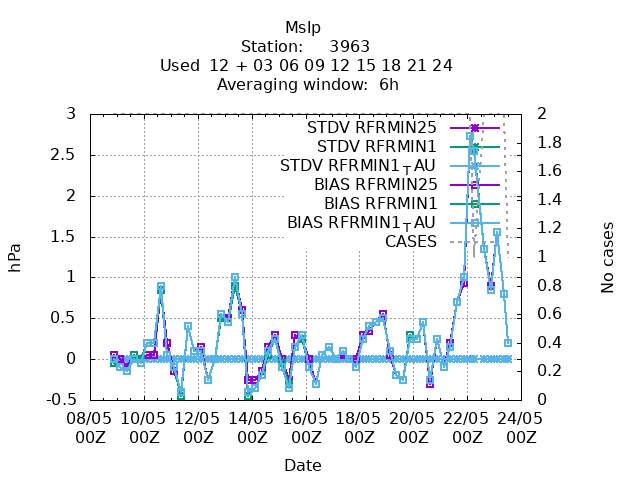 Mslp
Station: 3963
Used 12 + 03 06 09 12 15 18 21 24
Averaging window: 6h
STDV RFRMIN25
STDV RFRMIN1
STDV RFRMIN1TAU
BIAS RFRMIN25
BIAS RFRMIN1
BIAS RFRMIN1TAU
CASES
hPa
3
2.5
2
1.5
1
0.5
0
-0.5
No cases
2
1.8
1.6
1.4
1.2
1
0.8
0.6
0.4
0.2
0
08/05 10/05 12/05 14/05 16/05 18/05 20/05 22/05 24/05
00Z 00Z 00Z 00Z 00Z 00Z 00Z 00Z 00Z
Date